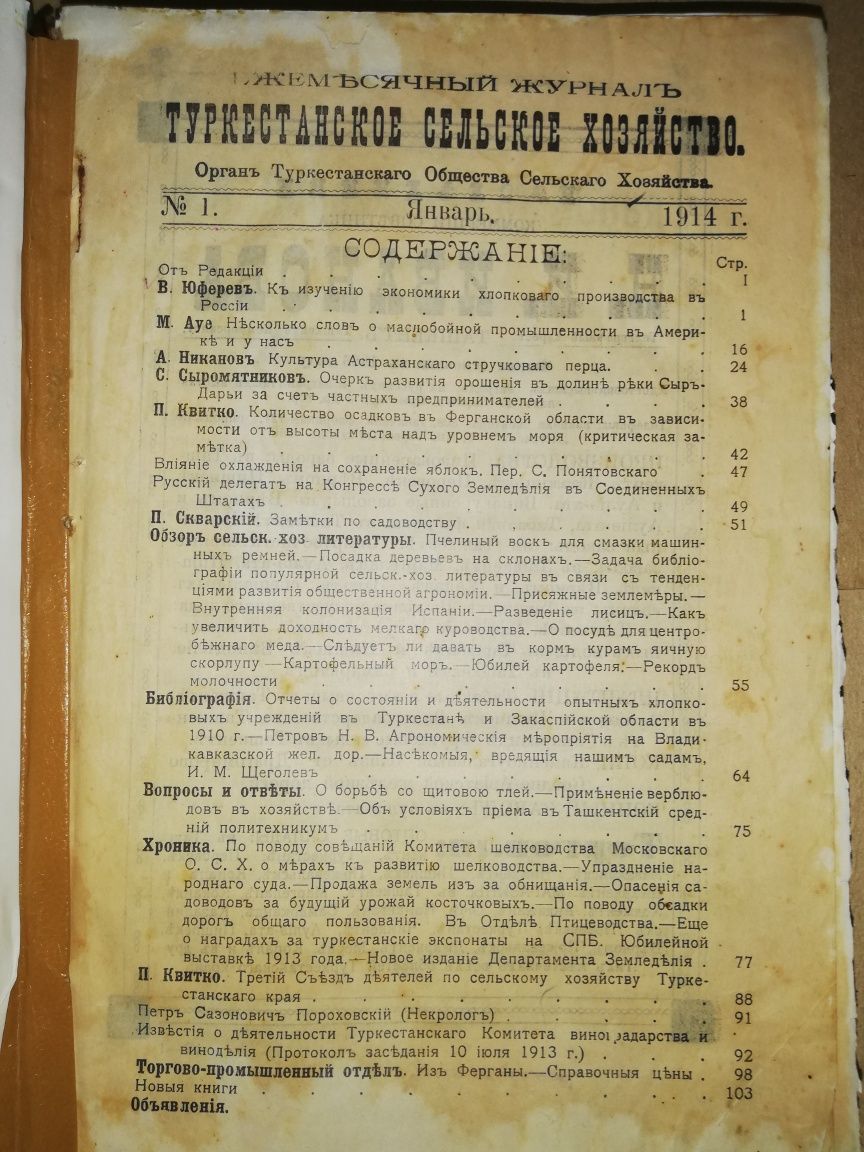 ЖЕМѢСЯЧНЫЙ ЖУРНАЛЪ
ТУРКЕСТАНСКОЕ СЕЛЬСКОЕ ХОЗЯЙСТВО.
Органъ Туркестанскаго Общества Сельскаго Хозяйства.
№ 1. Январь. 1914 г.
СОДЕРЖАНІЕ:
Стр.
Отъ Редакціи . . . . . . . . . I
В. Юферевъ. Къ изученію экономики хлопковаго производства въ
Россіи . . . . . . . . . 1
М. Ауэ Нѣсколько словъ о маслобойной промышленности въ Амери-
кѣ и у насъ . . . . . . . . 16
А. Никановъ Культура Астраханскаго стручковаго перца. . . 24
С. Сыромятниковъ. Очеркъ развитія орошенія въ долинѣ рѣки Сыръ-
Дарьи за счетъ частныхъ предпринимателей . . . . 38
П. Квитко. Количество осадковъ въ Ферганской области въ зависи-
мости отъ высоты мѣста надъ уровнемъ моря (критическая за-
мѣтка) . . . . . . . . . 42
Вліяніе охлажденія на сохраненіе яблокъ. Пер. С. Понятовскаго . 47
Русскій делегатъ на Конгрессѣ Сухого Земледѣлія въ Соединенныхъ
Штатахъ . . . . . . . . . 49
П. Скварскій. Замѣтки по садоводству . . . . . . 51
Обзоръ сельск. хоз. литературы. Пчелиный воскъ для смазки машин-
ныхъ ремней.—Посадка деревьевъ на склонахъ.—Задача библіо-
графіи популярной сельск.-хоз. литературы въ связи съ тенден-
ціями развитія общественной агрономіи.—Присяжные землемѣры.—
Внутренняя колонизація Испаніи.—Разведеніе лисицъ.—Какъ
увеличить доходность мелкаго куроводства.—О посудѣ для центро-
бѣжнаго меда.—Слѣдуетъ ли давать въ кормъ курамъ яичную
скорлупу —Картофельный моръ.—Юбилей картофеля.—Рекордъ
молочности . . . . . . . . 55
Библіографія. Отчеты о состояніи и дѣятельности опытныхъ хлопко-
выхъ учрежденій въ Туркестанѣ и Закаспійской области въ
1910 г.—Петровъ Н. В. Агрономическія мѣропріятія на Влади-
кавказской жел. дор.—Насѣкомыя, вредящія нашимъ садамъ,
И. М. Щеголевъ . . . . . . . 64
Вопросы и отвѣты. О борьбѣ со щитовою тлей.—Примѣненіе верблю-
довъ въ хозяйствѣ.—Объ условіяхъ пріема въ Ташкентскій сред-
ній политехникумъ . . . . . . . 75
Хроника. По поводу совѣщаній Комитета шелководства Московскаго
О. С. Х. о мѣрахъ къ развитію шелководства.—Упраздненіе на-
роднаго суда.—Продажа земель изъ за обнищанія.—Опасенія са-
доводовъ за будущій урожай косточковыхъ.—По поводу обсадки
дорогъ общаго пользованія. Въ Отдѣлѣ Птицеводства.—Еще
о наградахъ за туркестанскіе экспонаты на СПБ. Юбилейной
выставкѣ 1913 года.—Новое изданіе Департамента Земледѣлія . 77
П. Квитко. Третій Съѣздъ дѣятелей по сельскому хозяйству Турке-
станскаго края . . . . . . . . 88
Петръ Сазоновичъ Пороховскій (Некрологъ) . . . . . 91
Извѣстія о дѣятельности Туркестанскаго Комитета виноградарства и
винодѣлія (Протоколъ засѣданія 10 іюля 1913 г.) . . . 92
Торгово-промышленный отдѣлъ. Изъ Ферганы.—Справочныя цѣны . 98
Новыя книги . . . . . . . . . 103
Объявленія.